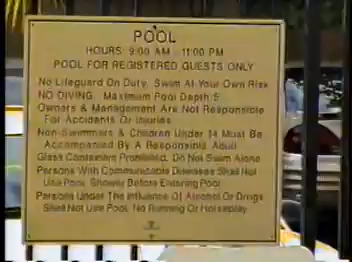 POOL
HOURS: 9:00 AM - 11:00 PM
POOL FOR REGISTERED GUESTS ONLY
No Lifeguard On Duty. Swim At Your Own Risk
NO DIVING. Maximum Pool Depth 5'
Owners & Management Are Not Responsible
For Accidents Or Injuries
Non-Swimmers & Children Under 14 Must Be
Accompanied By A Responsible Adult
Glass Containers Prohibited. Do Not Swim Alone
Persons With Communicable Diseases Shall Not
Use Pool. Shower Before Entering Pool
Persons Under The Influence Of Alcohol Or Drugs
Shall Not Use Pool. No Running Or Horseplay